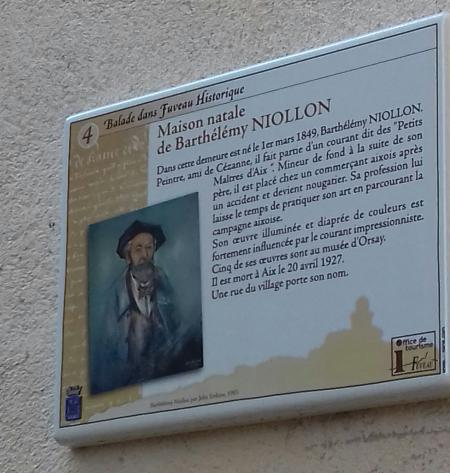 4
Balade dans Fuveau Historique
Maison natale
de Barthélémy NIOLLON
Dans cette demeure est né le 1er mars 1849, Barthélémy NIOLLON.
Peintre, ami de Cézanne, il fait partie d'un courant dit des "Petits
Maîtres d'Aix". Mineur de fond à la suite de son
père, il est placé chez un commerçant aixois après
un accident et devient nougatier. Sa profession lui
laisse le temps de pratiquer son art en parcourant la
campagne aixoise.
Son œuvre illuminée et diaprée de couleurs est
fortement influencée par le courant impressionniste.
Cinq de ses œuvres sont au musée d'Orsay.
Il est mort à Aix le 20 avril 1927.
Une rue du village porte son nom.
office de
tourisme
FUVEAU
Barthélémy Niollon par John